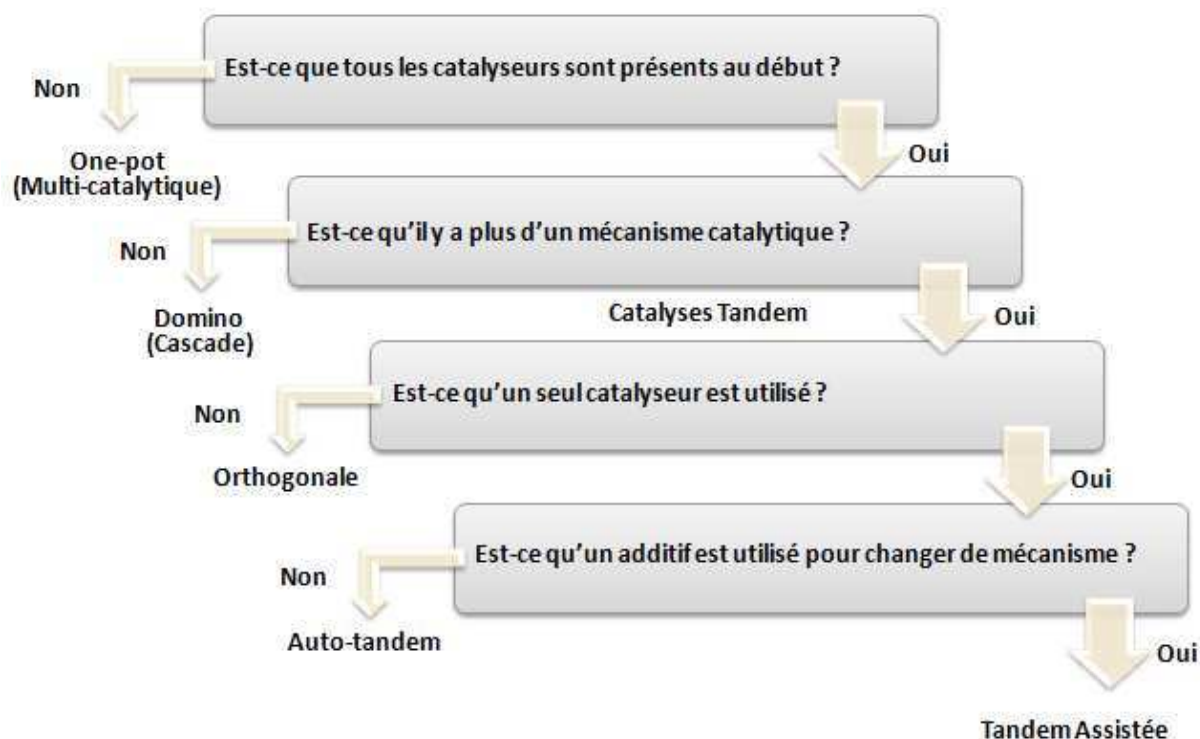 Est-ce que tous les catalyseurs sont présents au début ?
Non
Oui
One-pot
(Multi-catalytique)
Est-ce qu'il y a plus d'un mécanisme catalytique ?
Non
Catalyses Tandem
Oui
Domino
(Cascade)
Est-ce qu'un seul catalyseur est utilisé ?
Non
Orthogonale
Oui
Est-ce qu'un additif est utilisé pour changer de mécanisme ?
Non
Auto-tandem
Oui
Tandem Assistée